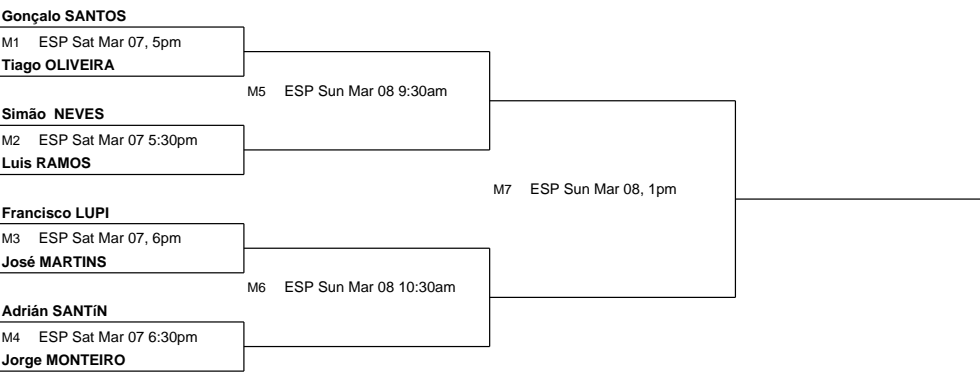 Gonçalo SANTOS
M1 ESP Sat Mar 07, 5pm
Tiago OLIVEIRA
M5 ESP Sun Mar 08 9:30am
Simão NEVES
M2 ESP Sat Mar 07 5:30pm
Luis RAMOS
M7 ESP Sun Mar 08, 1pm
Francisco LUPI
M3 ESP Sat Mar 07, 6pm
José MARTINS
M6 ESP Sun Mar 08 10:30am
Adrián SANTíN
M4 ESP Sat Mar 07 6:30pm
Jorge MONTEIRO